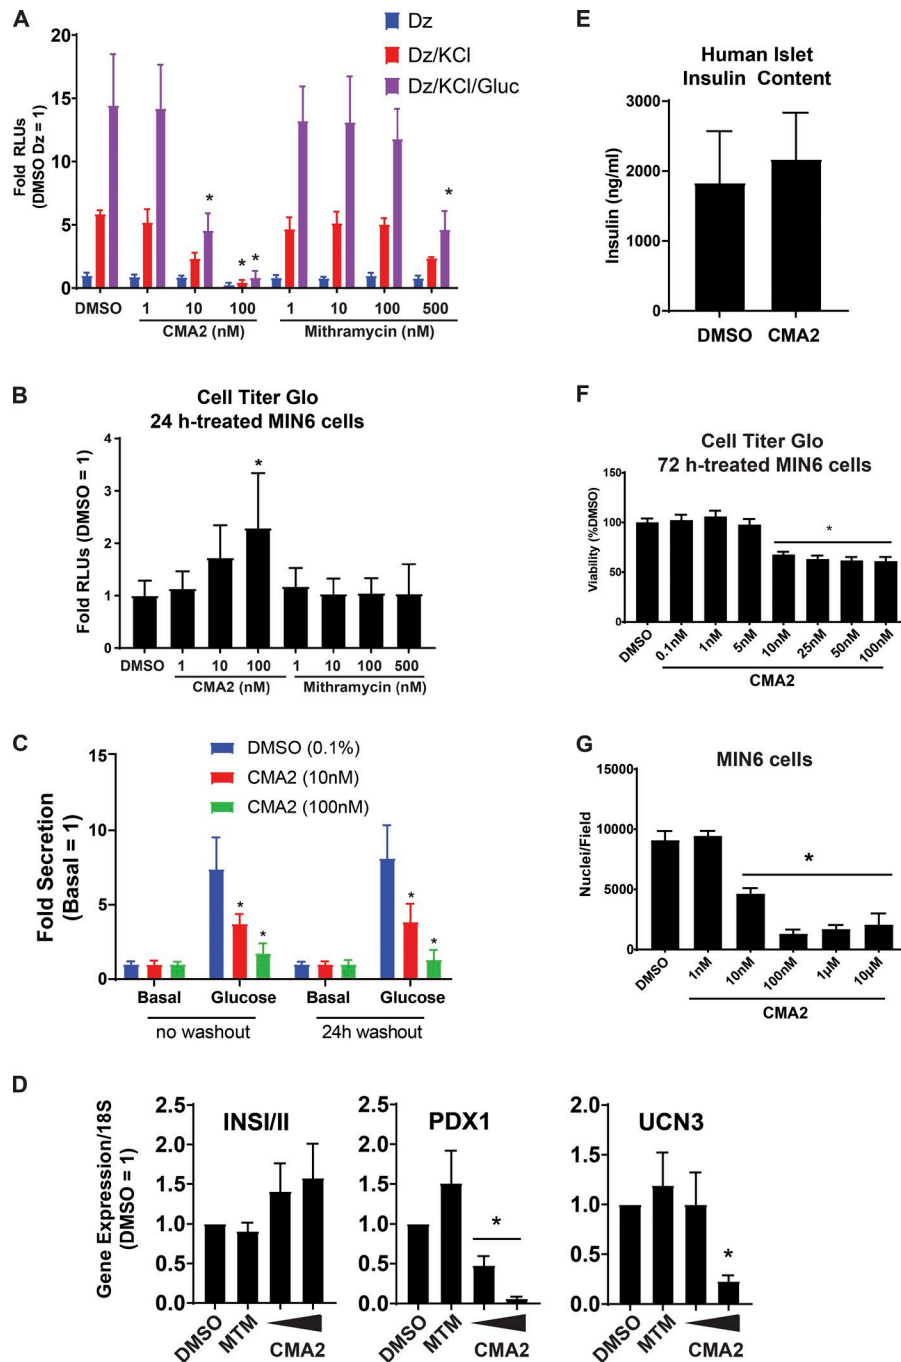 A
Fold RLUs
(DMSO Dz = 1)
20
15
10
5
0
Dz
Dz/KCl
Dz/KCl/Gluc
* * * *
DMSO 1 10 100 1 10 100 500
CMA2 (nM) Mithramycin (nM)
B
Cell Titer Glo
24 h-treated MIN6 cells
Fold RLUs (DMSO = 1)
4
3
2
1
0
*
DMSO 1 10 100 1 10 100 500
CMA2 (nM) Mithramycin (nM)
C
Fold Secretion
(Basal = 1)
15
10
5
0
DMSO (0.1%)
CMA2 (10nM)
CMA2 (100nM)
* * * *
Basal Glucose Basal Glucose
no washout 24h washout
D
Gene Expression/18S
(DMSO = 1)
INSI/II
2.5
2.0
1.5
1.0
0.5
0.0
DMSO MTM CMA2
PDX1
2.5
2.0
1.5
1.0
0.5
0.0
*
DMSO MTM CMA2
UCN3
2.0
1.5
1.0
0.5
0.0
*
DMSO MTM CMA2
E
Human Islet
Insulin Content
Insulin (ng/ml)
3000
2000
1000
0
DMSO CMA2
F
Cell Titer Glo
72 h-treated MIN6 cells
Viability (%DMSO)
150
100
50
0
*
DMSO 0.1nM 1nM 5nM 10nM 25nM 50nM 100nM
CMA2
G
MIN6 cells
Nuclei/Field
15000
10000
5000
0
*
DMSO 1nM 10nM 100nM 1µM 10µM
CMA2